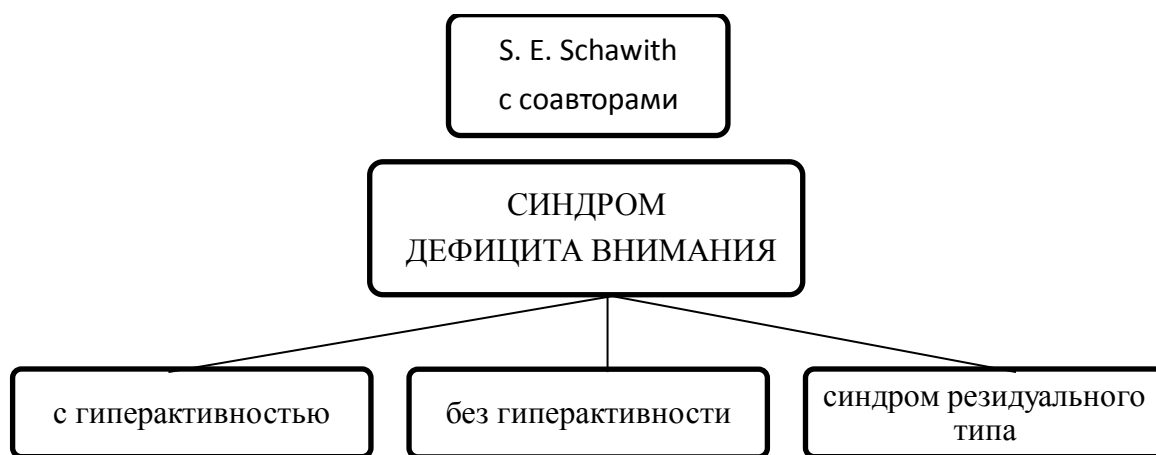 S. E. Schawith
с соавторами
СИНДРОМ
ДЕФИЦИТА ВНИМАНИЯ
с гиперактивностью
без гиперактивности
синдром резидуального
типа